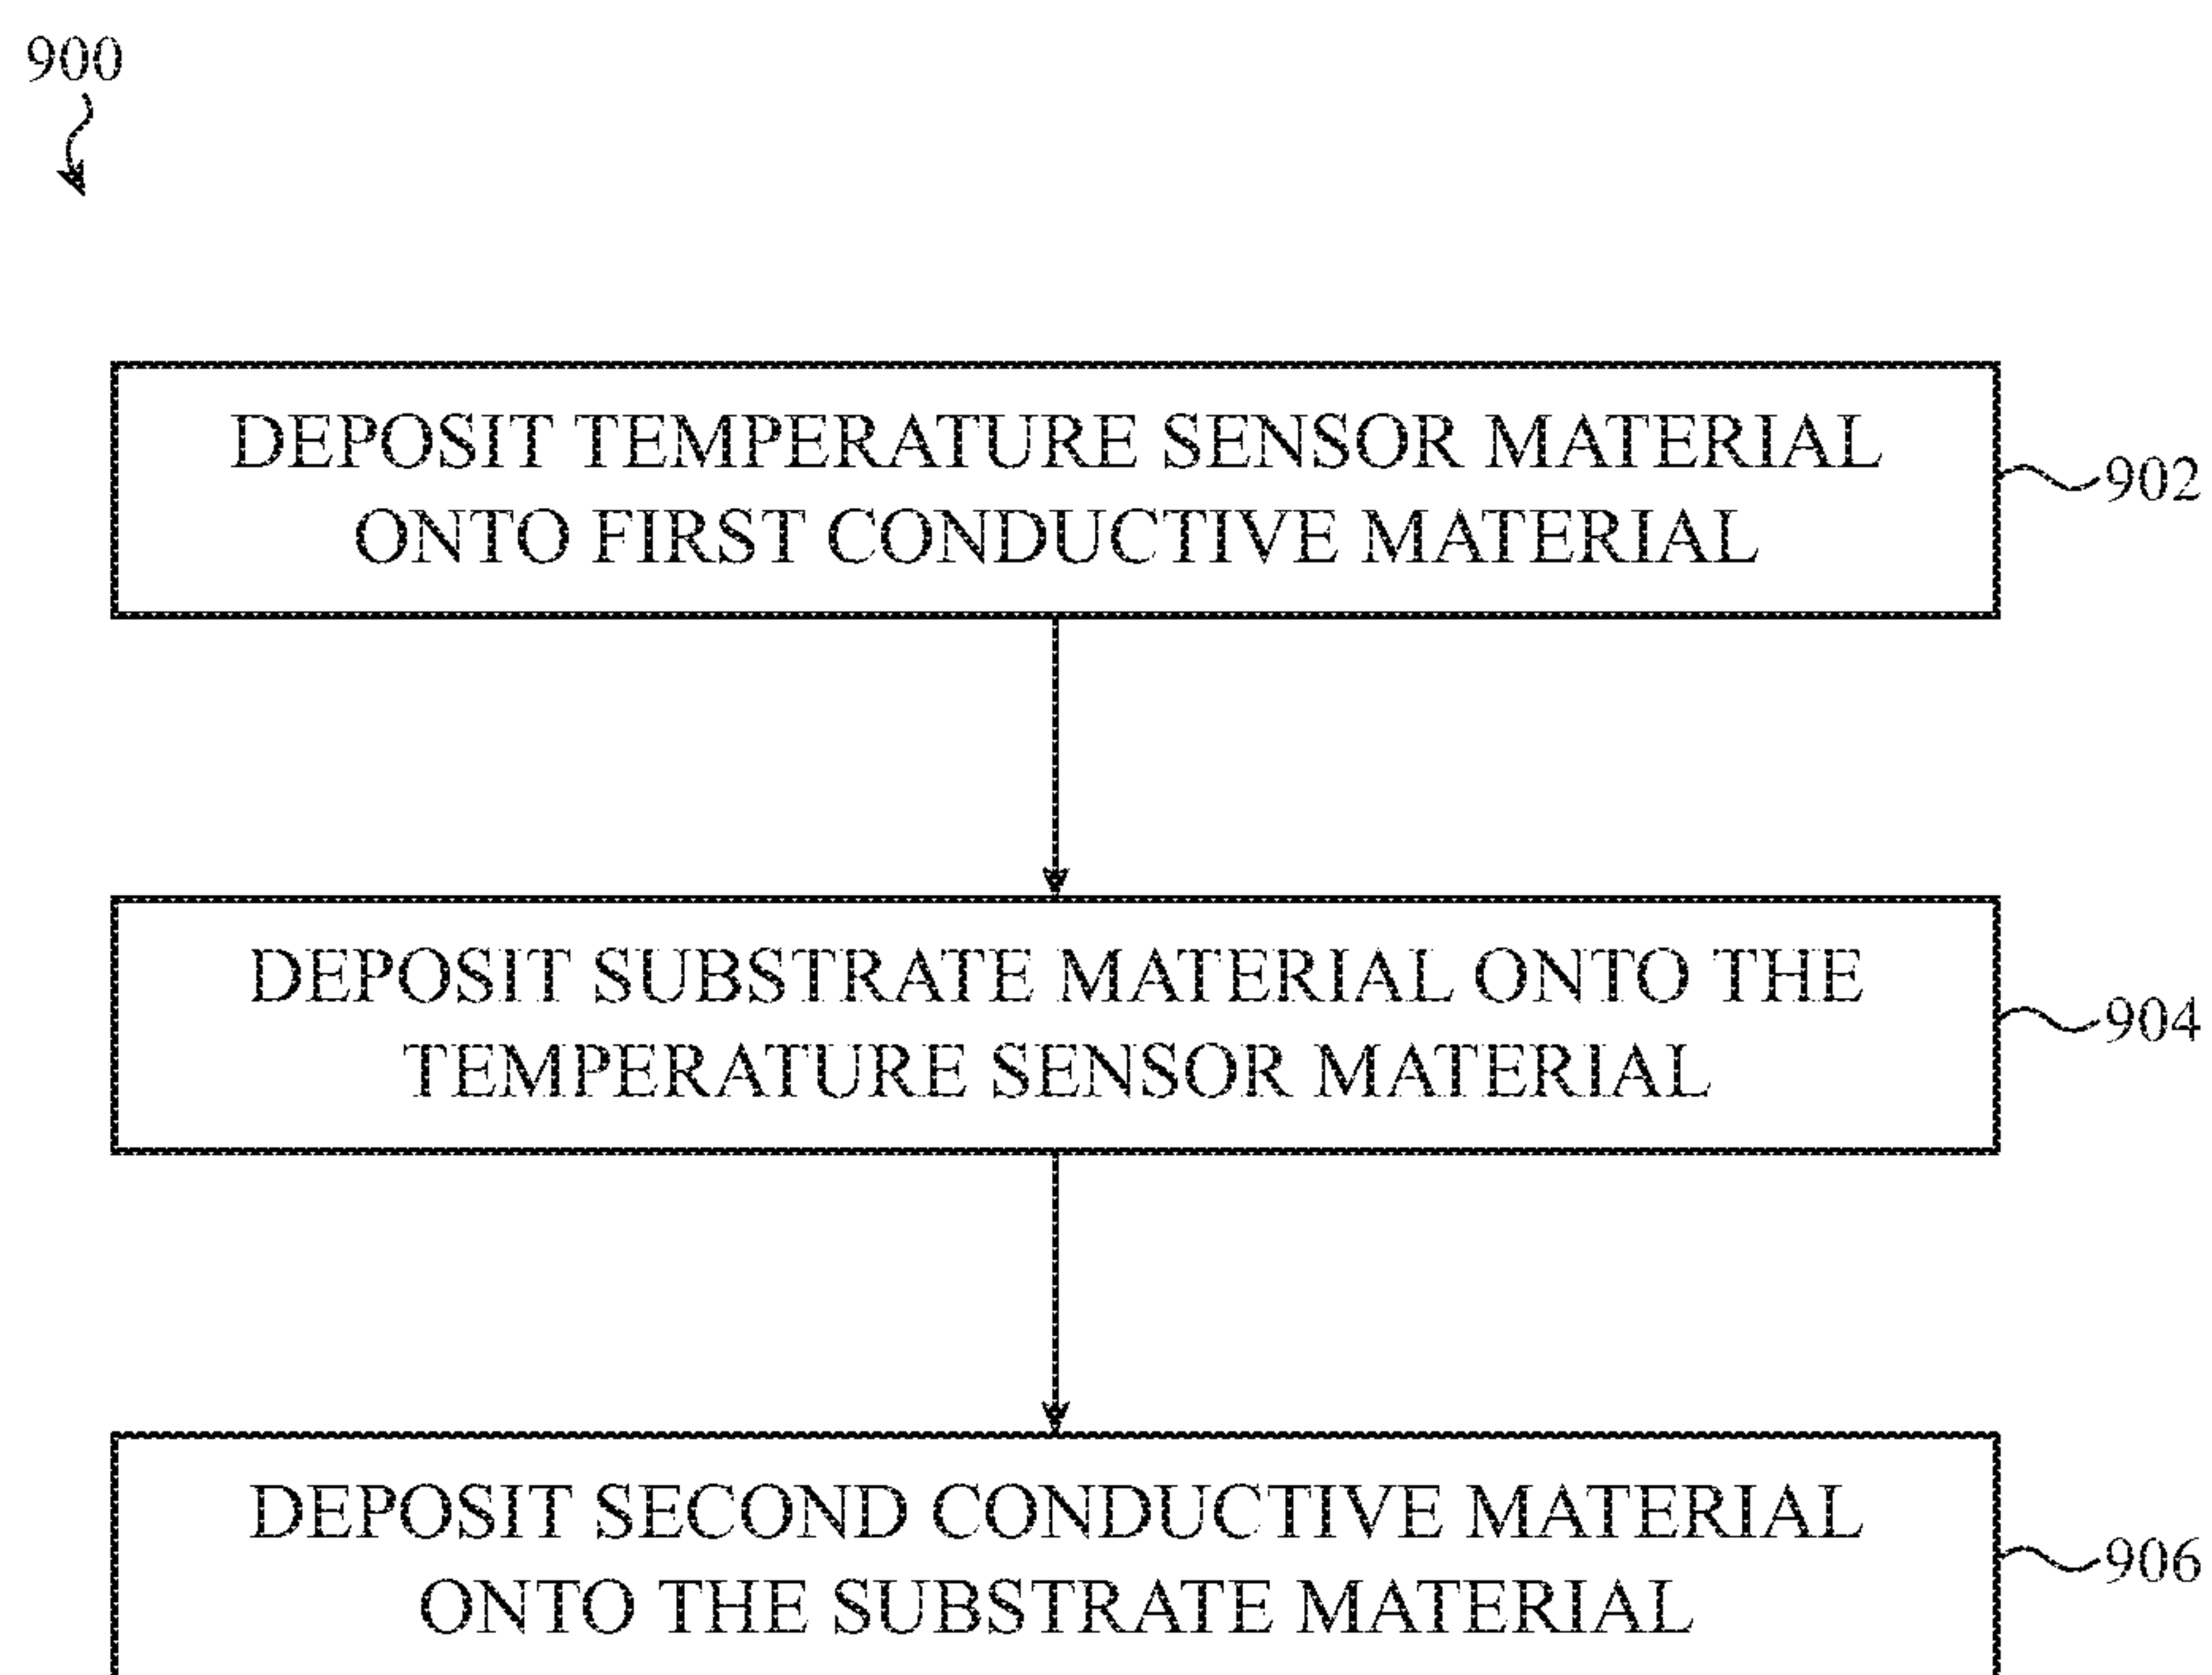 900
DEPOSIT TEMPERATURE SENSOR MATERIAL
ONTO FIRST CONDUCTIVE MATERIAL
902
DEPOSIT SUBSTRATE MATERIAL ONTO THE
TEMPERATURE SENSOR MATERIAL
904
DEPOSIT SECOND CONDUCTIVE MATERIAL
ONTO THE SUBSTRATE MATERIAL
906